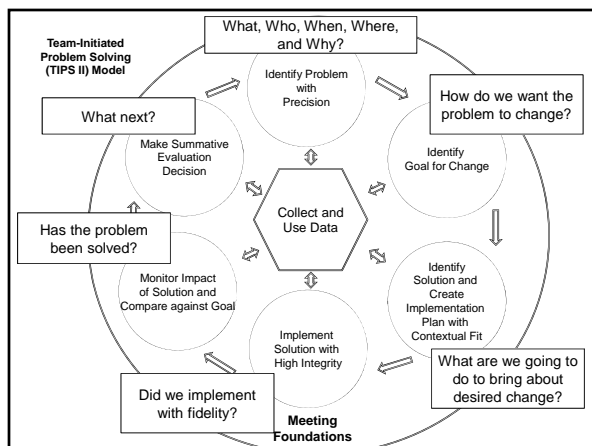 Team-Initiated
Problem Solving
(TIPS II) Model
What, Who, When, Where,
and Why?
Identify Problem
with
Precision
How do we want the
problem to change?
Identify
Goal for Change
What next?
Make Summative
Evaluation
Decision
Collect and
Use Data
Has the problem
been solved?
Monitor Impact
of Solution and
Compare against Goal
Identify
Solution and
Create
Implementation
Plan with
Contextual Fit
Implement
Solution with
High Integrity
What are we going to
do to bring about
desired change?
Did we implement
with fidelity?
Meeting
Foundations